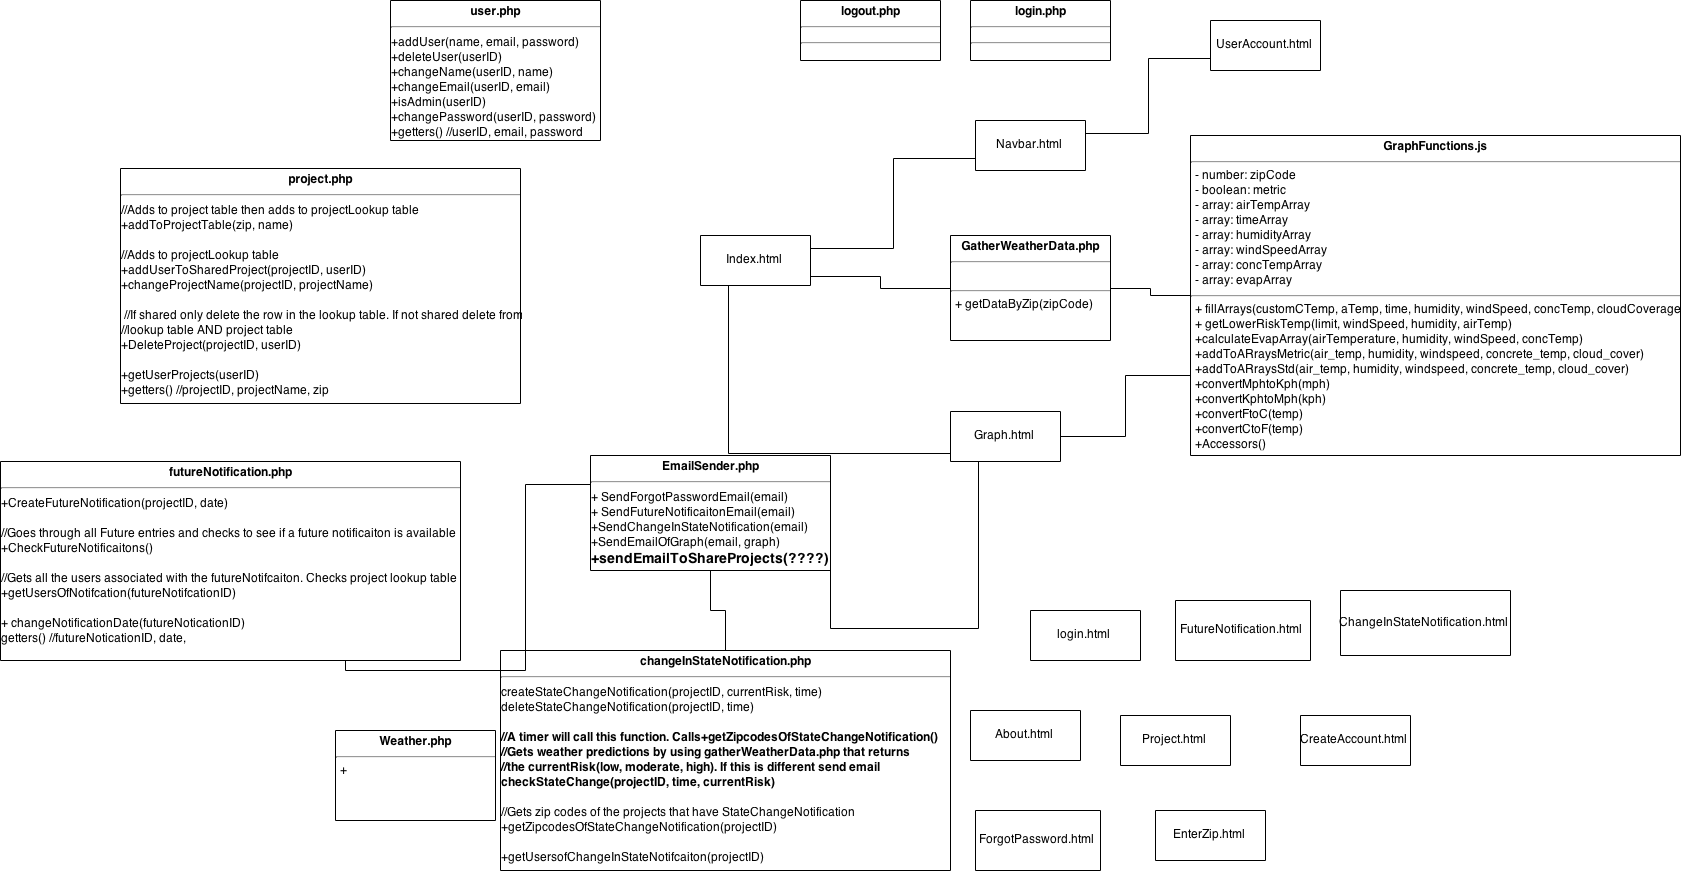 user.php
+addUser(name, email, password)
+deleteUser(userID)
+changeName(userID, name)
+changeEmail(userID, email)
+isAdmin(userID)
+changePassword(userID, password)
+getters() //userID, email, password
logout.php
login.php
UserAccount.html
Navbar.html
project.php
//Adds to project table then adds to projectLookup table
+addToProjectTable(zip, name)
//Adds to projectLookup table
+addUserToSharedProject(projectID, userID)
+changeProjectName(projectID, projectName)
//If shared only delete the row in the lookup table. If not shared delete from
//lookup table AND project table
+DeleteProject(projectID, userID)
+getUserProjects(userID)
+getters() //projectID, projectName, zip
Index.html
GatherWeatherData.php
+ getDataByZip(zipCode)
GraphFunctions.js
- number: zipCode
- boolean: metric
- array: airTempArray
- array: timeArray
- array: humidityArray
- array: windSpeedArray
- array: concTempArray
- array: evapArray
+ fillArrays(customCTemp, aTemp, time, humidity, windSpeed, concTemp, cloudCoverage
+ getLowerRiskTemp(limit, windSpeed, humidity, airTemp)
+calculateEvapArray(airTemperature, humidity, windSpeed, concTemp)
+addToARraysMetric(air_temp, humidity, windspeed, concrete_temp, cloud_cover)
+addToARraysStd(air_temp, humidity, windspeed, concrete_temp, cloud_cover)
+convertMphtoKph(mph)
+convertKphtoMph(kph)
+convertFtoC(temp)
+convertCtoF(temp)
+Accessors()
Graph.html
futureNotification.php
+CreateFutureNotification(projectID, date)
//Goes through all Future entries and checks to see if a future notificaiton is available
+CheckFutureNotificaitons()
//Gets all the users associated with the futureNotifcaiton. Checks project lookup table
+getUsersOfNotifcation(futureNotifcationID)
+ changeNotificationDate(futureNoticationID)
getters() //futureNoticationID, date,
EmailSender.php
+ SendForgotPasswordEmail(email)
+ SendFutureNotificaitonEmail(email)
+SendChangeInStateNotification(email)
+SendEmailOfGraph(email, graph)
+sendEmailToShareProjects(????)
login.html
FutureNotification.html
ChangeInStateNotification.html
changeInStateNotification.php
createStateChangeNotification(projectID, currentRisk, time)
deleteStateChangeNotification(projectID, time)
//A timer will call this function. Calls+getZipcodesOfStateChangeNotification()
//Gets weather predictions by using gatherWeatherData.php that returns
//the currentRisk(low, moderate, high). If this is different send email
checkStateChange(projectID, time, currentRisk)
//Gets zip codes of the projects that have StateChangeNotification
+getZipcodesOfStateChangeNotification(projectID)
+getUsersofChangeInStateNotifcaiton(projectID)
Weather.php
+
About.html
Project.html
CreateAccount.html
ForgotPassword.html
EnterZip.html